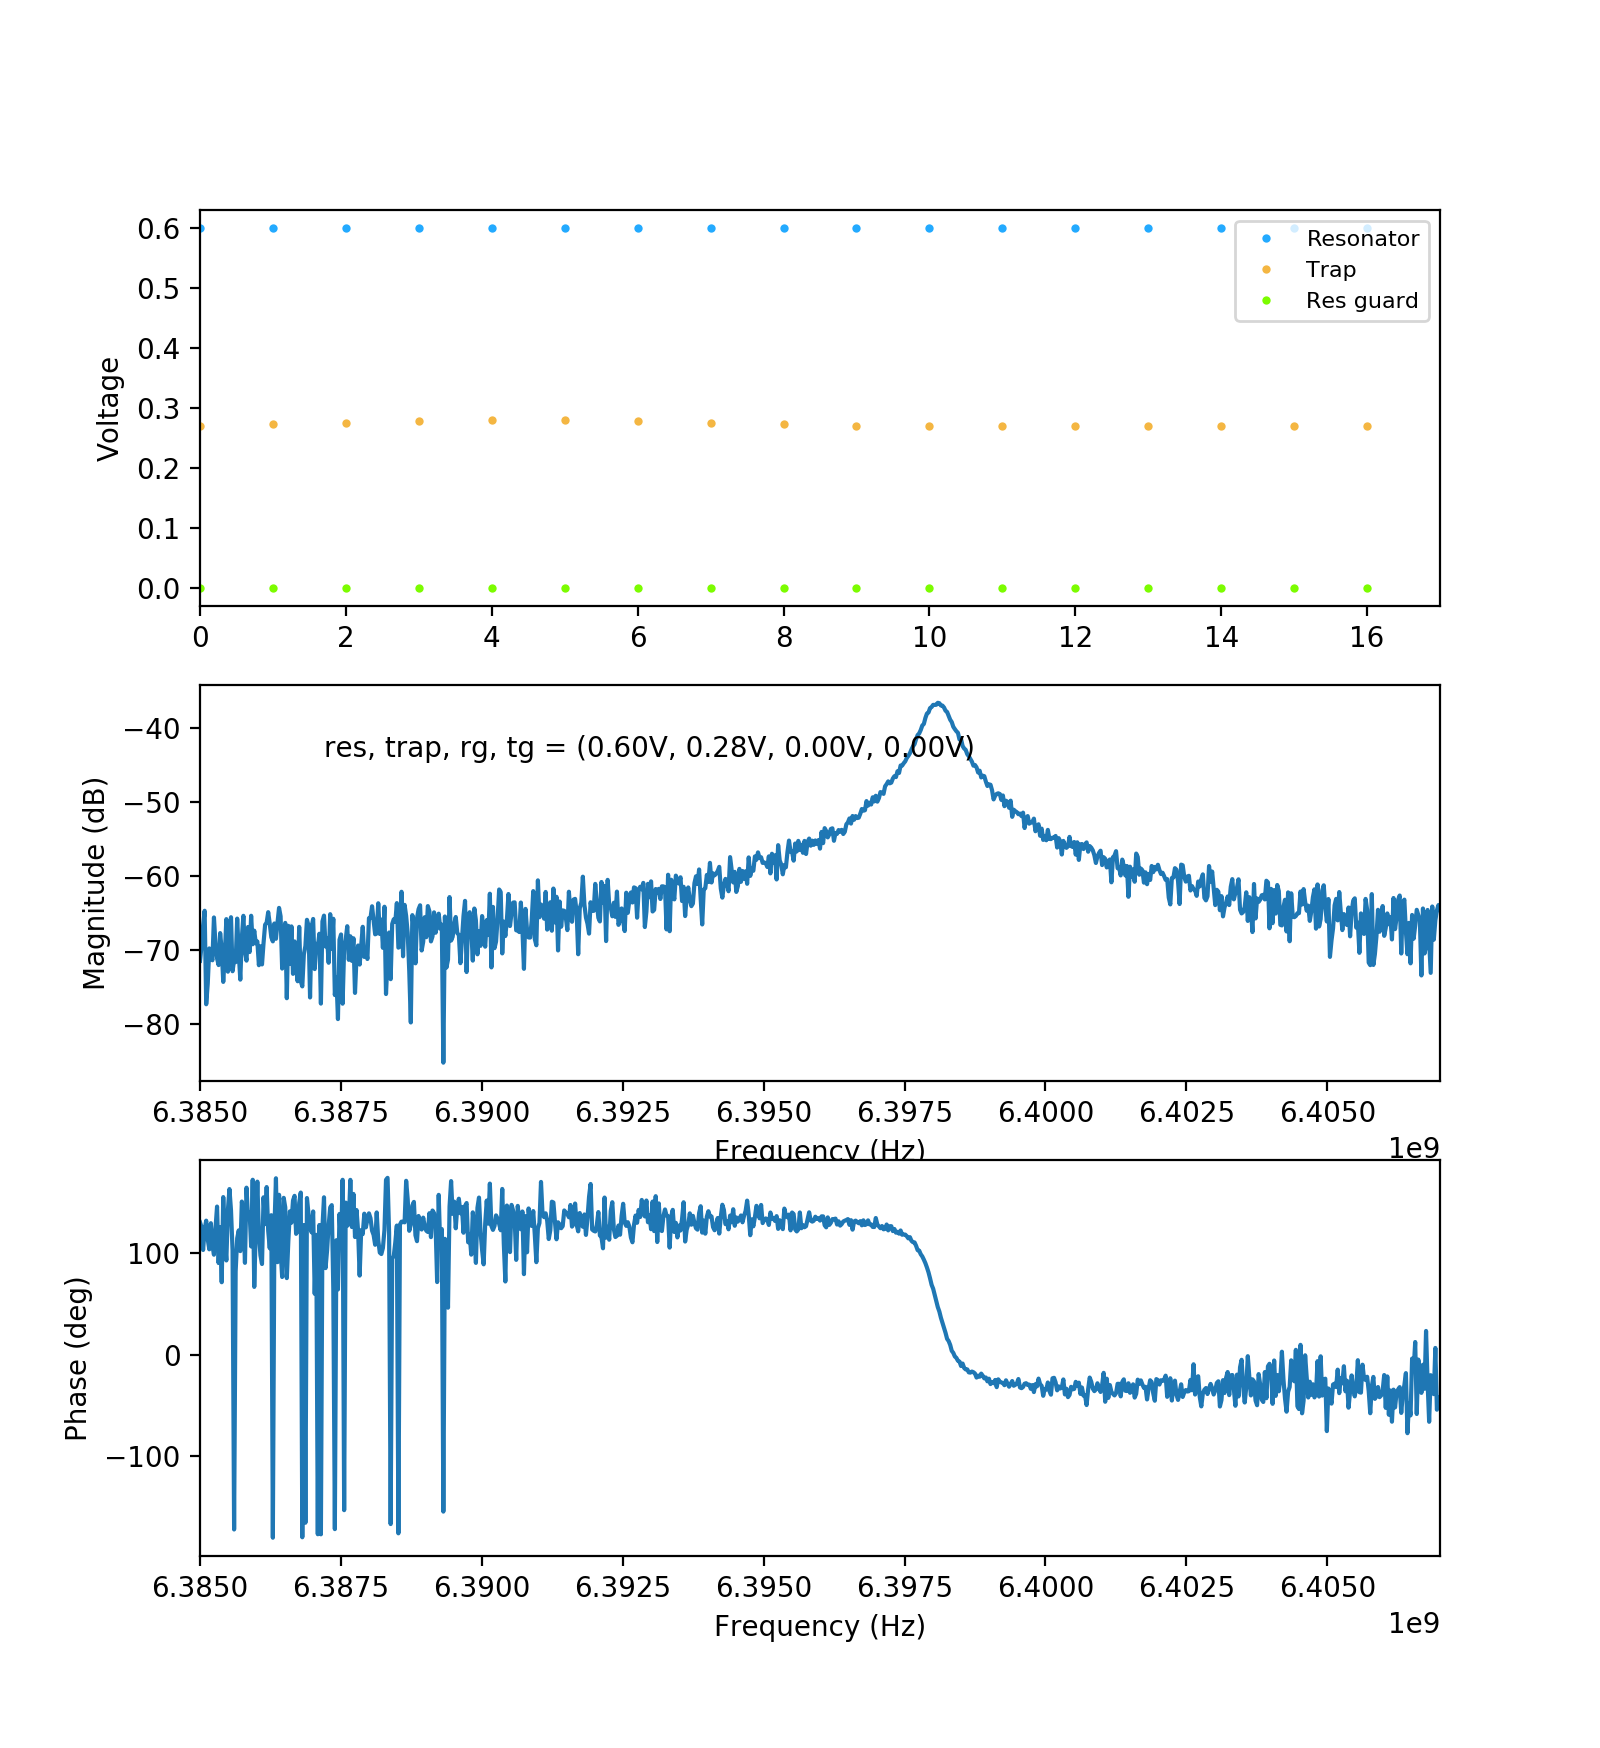 0.6
0.5
0.4
0.3
0.2
0.1
0.0
Voltage
Resonator
Trap
Res guard
0 2 4 6 8 10 12 14 16
−40
−50
−60
−70
−80
Magnitude (dB)
res, trap, rg, tg = (0.60V, 0.28V, 0.00V, 0.00V)
6.3850 6.3875 6.3900 6.3925 6.3950 6.3975 6.4000 6.4025 6.4050
Frequency (Hz)
1e9
100
0
−100
Phase (deg)
6.3850 6.3875 6.3900 6.3925 6.3950 6.3975 6.4000 6.4025 6.4050
Frequency (Hz)
1e9